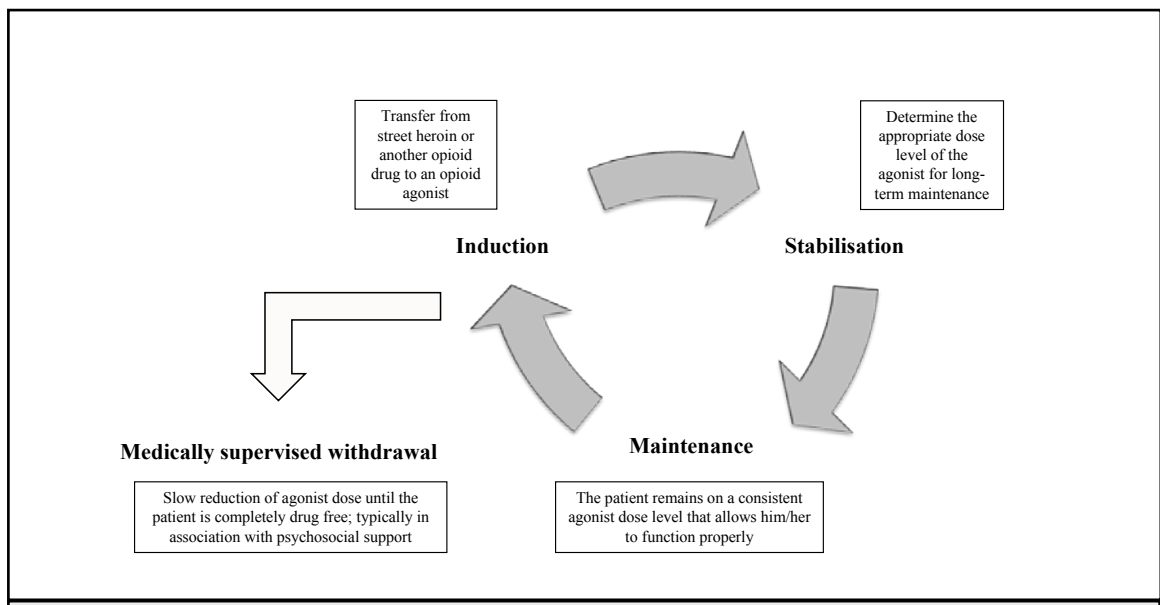 Transfer from
street heroin or
another opioid
drug to an opioid
agonist
Determine the
appropriate dose
level of the
agonist for long-
term maintenance
Induction
Stabilisation
Medically supervised withdrawal
Maintenance
Slow reduction of agonist dose until the
patient is completely drug free; typically in
association with psychosocial support
The patient remains on a consistent
agonist dose level that allows him/her
to function properly